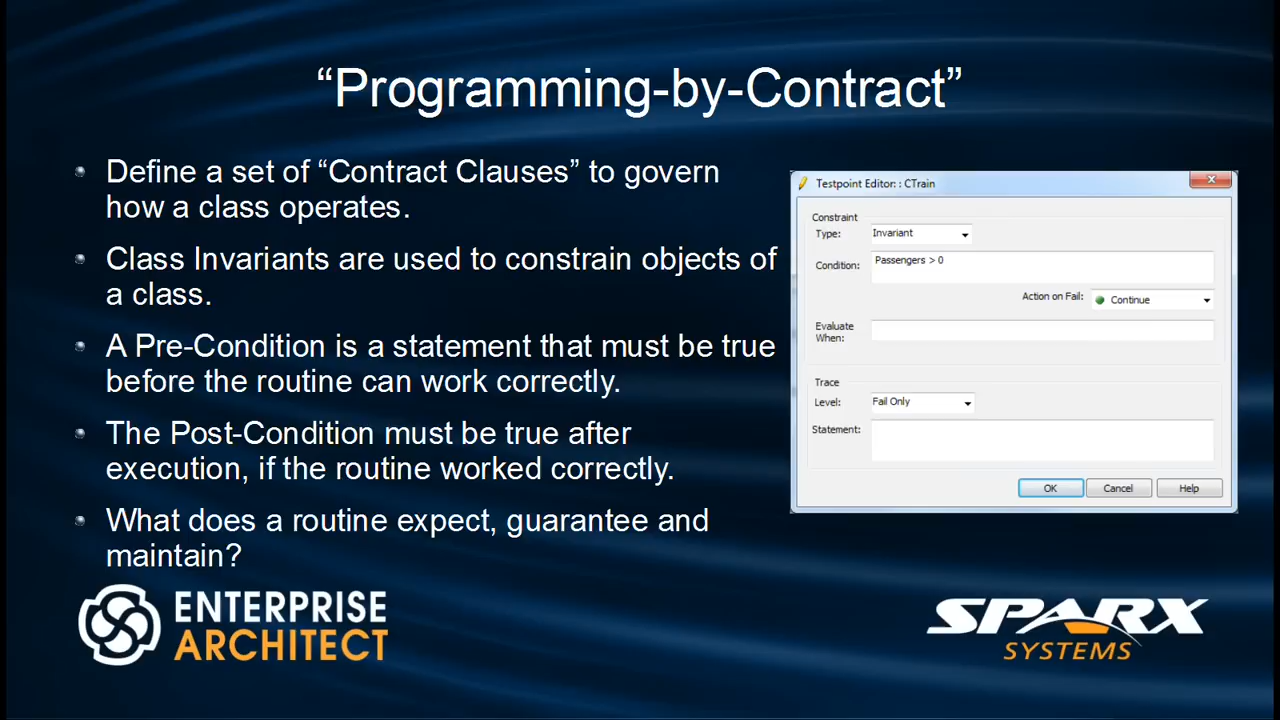 “Programming-by-Contract”
Define a set of “Contract Clauses” to govern
how a class operates.
Class Invariants are used to constrain objects of
a class.
A Pre-Condition is a statement that must be true
before the routine can work correctly.
The Post-Condition must be true after
execution, if the routine worked correctly.
What does a routine expect, guarantee and
maintain?
Testpoint Editor: : CTrain
Constraint
Type: Invariant
Condition: Passengers > 0
Action on Fail: Continue
Evaluate
When:
Trace
Level: Fail Only
Statement:
OK Cancel Help
ENTERPRISE
ARCHITECT
SPARX
SYSTEMS